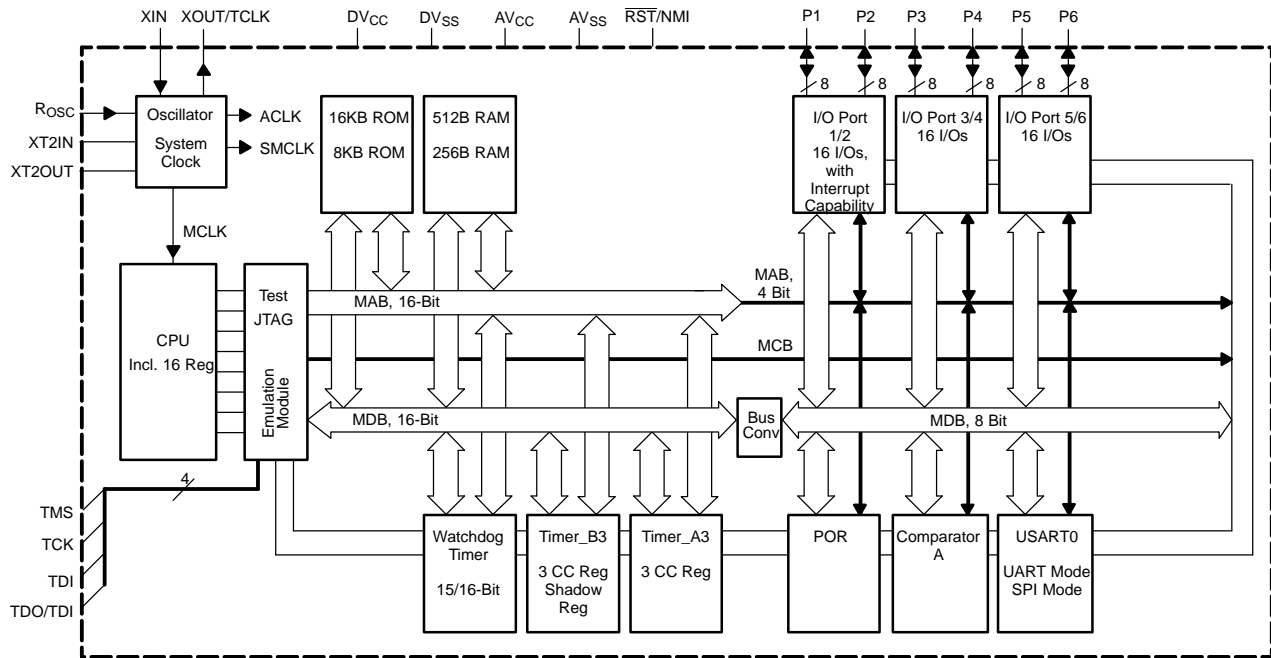 XIN
XOUT/TCLK
DVCC
DVSS
AVCC
AVSS
RST/NMI
P1
P2
P3
P4
P5
P6
8
8
8
8
8
8
ROSC
XT2IN
XT2OUT
Oscillator
System
Clock
ACLK
SMCLK
16KB ROM
8KB ROM
512B RAM
256B RAM
I/O Port
1/2
16 I/Os,
with
Interrupt
Capability
I/O Port 3/4
16 I/Os
I/O Port 5/6
16 I/Os
MCLK
CPU
Incl. 16 Reg
Test
JTAG
Emulation
Module
MAB, 16-Bit
MAB,
4 Bit
MCB
MDB, 16-Bit
Bus
Conv
MDB, 8 Bit
4
TMS
TCK
TDI
TDO/TDI
Watchdog
Timer
15/16-Bit
Timer_B3
3 CC Reg
Shadow
Reg
Timer_A3
3 CC Reg
POR
Comparator
A
USART0
UART Mode
SPI Mode